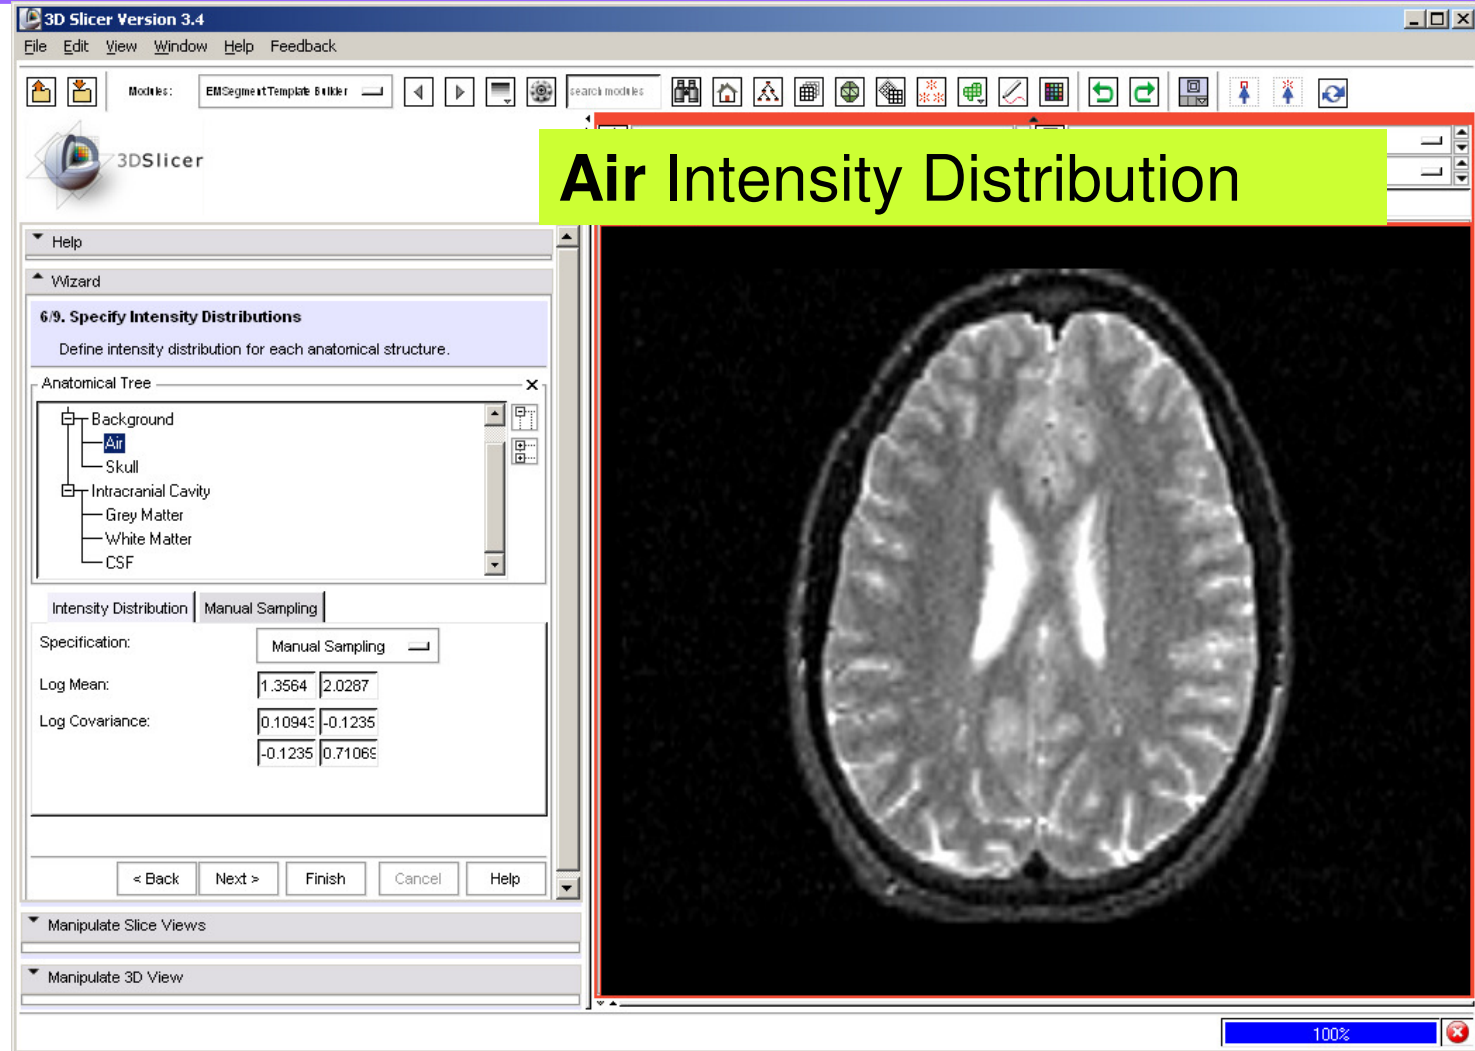 3D Slicer Version 3.4
File Edit View Window Help Feedback
Modules: EMSegment Template Builder search modules
3DSlicer
Air Intensity Distribution
Help
Wizard
6/9. Specify Intensity Distributions
Define intensity distribution for each anatomical structure.
Anatomical Tree
Background
Air
Skull
Intracranial Cavity
Grey Matter
White Matter
CSF
Intensity Distribution Manual Sampling
Specification: Manual Sampling
Log Mean: 1.3564 2.0287
Log Covariance: 0.10943 -0.1235
-0.1235 0.71069
< Back Next > Finish Cancel Help
Manipulate Slice Views
Manipulate 3D View
100%